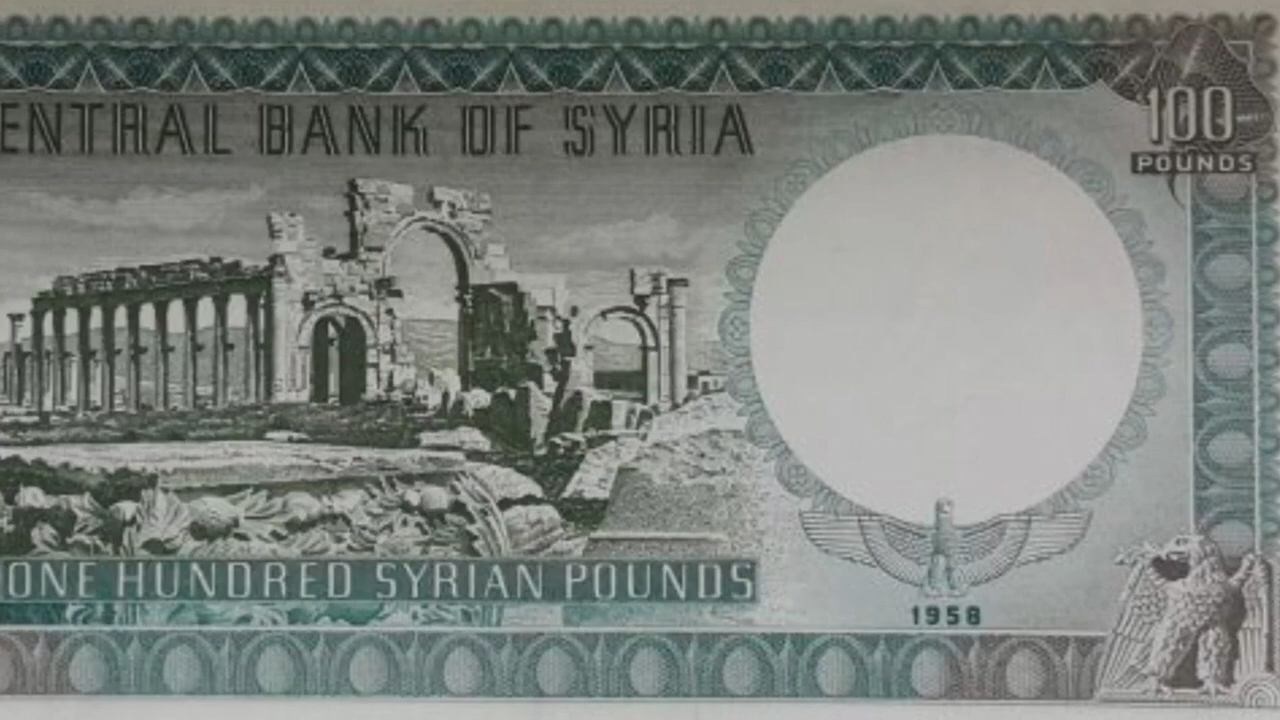 ENTRAL BANK OF SYRIA
100
POUNDS
ONE HUNDRED SYRIAN POUNDS
1958